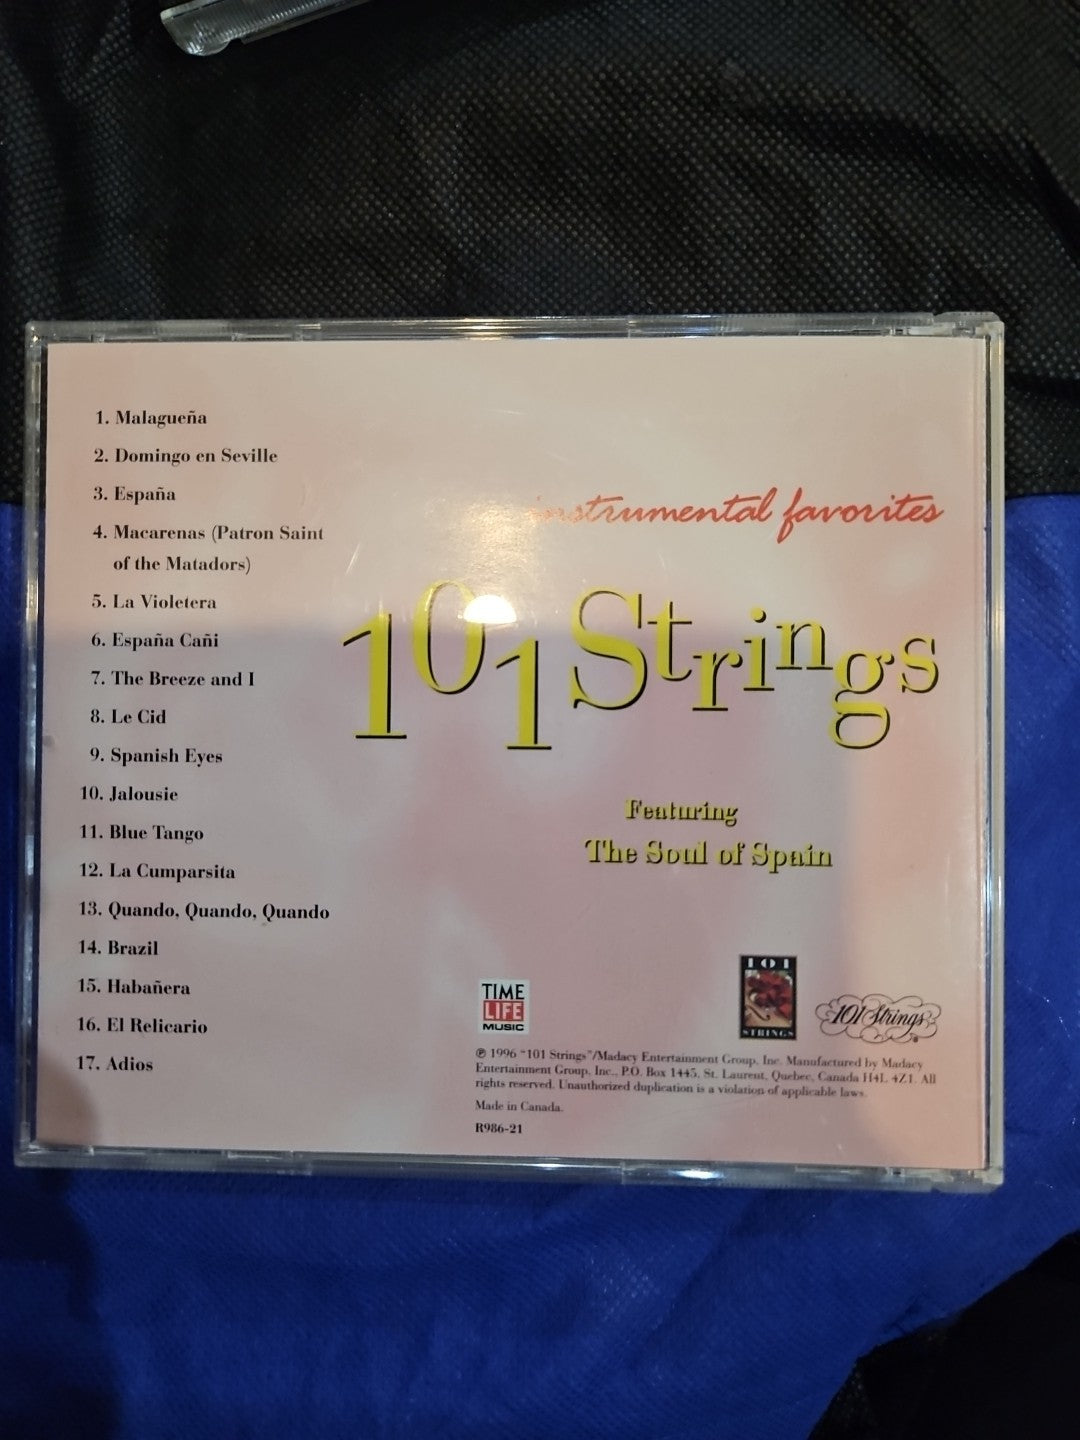 1. Malagueña
2. Domingo en Seville
3. España
4. Macarenas (Patron Saint
of the Matadors)
5. La Violetera
6. España Cañi
7. The Breeze and I
8. Le Cid
9. Spanish Eyes
10. Jalousie
11. Blue Tango
12. La Cumparsita
13. Quando, Quando, Quando
14. Brazil
15. Habañera
16. El Relicario
17. Adios
instrumental favorites
101 Strings
Featuring
The Soul of Spain
TIME
LIFE
MUSIC
101
STRINGS
101 Strings
℗ 1996 "101 Strings"/Madacy Entertainment Group, Inc. Manufactured by Madacy
Entertainment Group, Inc., P.O. Box 1445, St. Laurent, Quebec, Canada H4L 4Z1. All
rights reserved. Unauthorized duplication is a violation of applicable laws.
Made in Canada.
R986-21